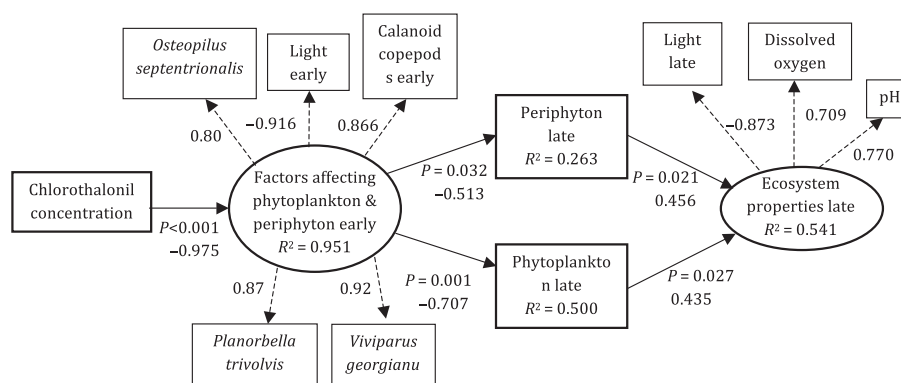 Osteopilus
septentrionalis
Light
early
Calanoid
copepod
s early
Light
late
Dissolved
oxygen
pH
0.80
−0.916
0.866
−0.873
0.709
0.770
Chlorothalonil
concentration
P<0.001
−0.975
Factors affecting
phytoplankton &
periphyton early
R² = 0.951
P = 0.032
−0.513
Periphyton
late
R² = 0.263
P = 0.021
0.456
Ecosystem
properties late
R² = 0.541
P = 0.001
−0.707
Phytoplankto
n late
R² = 0.500
P = 0.027
0.435
0.87
0.92
Planorbella
trivolvis
Viviparus
georgianu